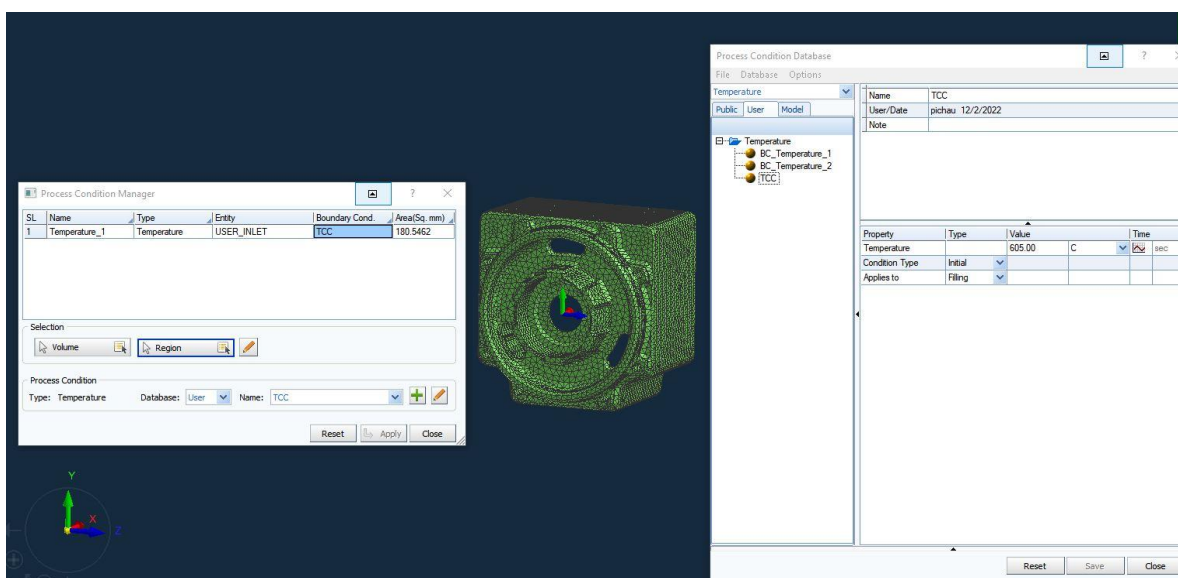 Process Condition Manager
?
SL Name Type Entity Boundary Cond. Area(Sq. mm)
1 Temperature_1 Temperature USER_INLET TCC 180.5462
Selection
Volume Region
Process Condition
Type: Temperature Database: User Name: TCC
Reset Apply Close
Y
X
Z
Process Condition Database
?
File Database Options
Temperature
Public User Model
Temperature
BC_Temperature_1
BC_Temperature_2
TCC
Name TCC
User/Date pichau 12/2/2022
Note
Property Type Value Time
Temperature 605.00 C sec
Condition Type Initial
Applies to Filling
Reset Save Close